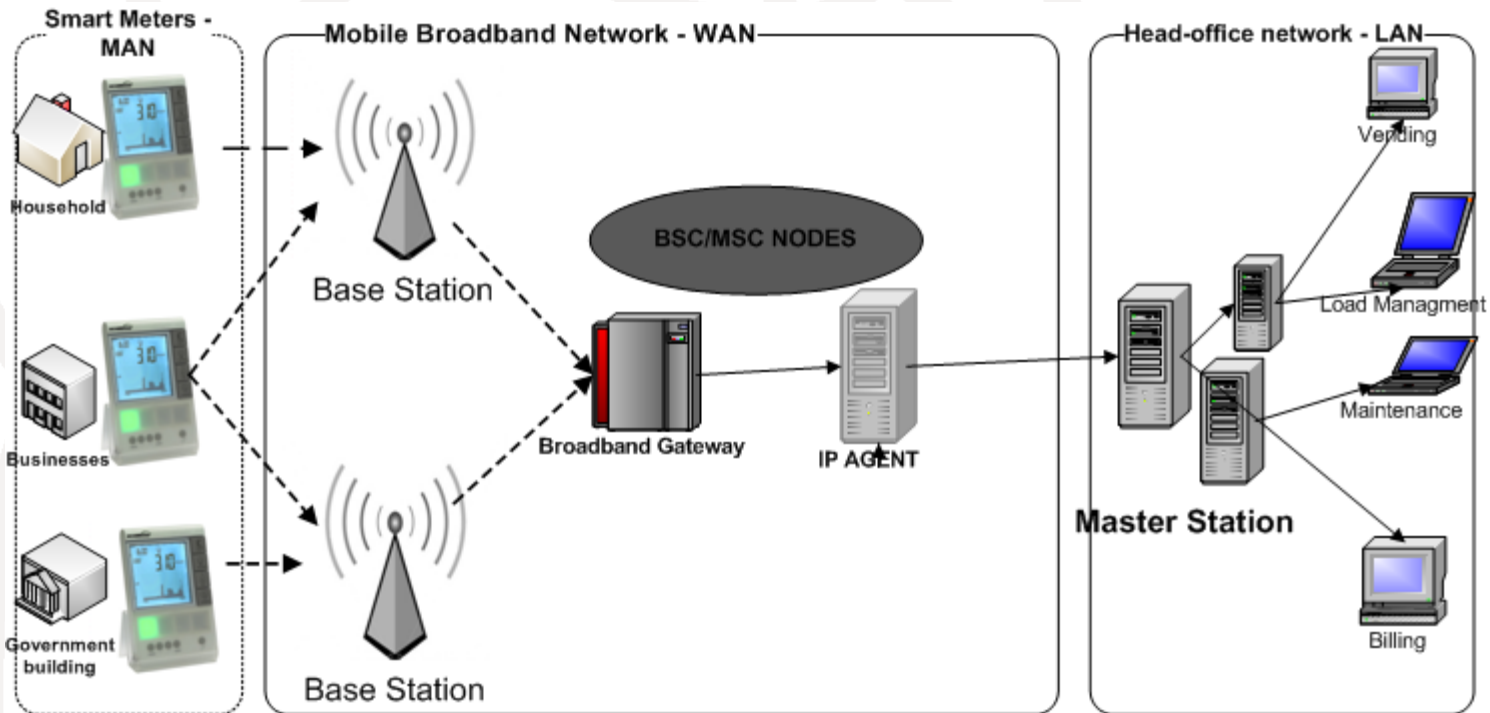 Smart Meters -
MAN
Mobile Broadband Network - WAN
Head-office network - LAN
Household
Businesses
Government
building
Base Station
Base Station
BSC/MSC NODES
Broadband Gateway
IP AGENT
Master Station
Vending
Load Managment
Maintenance
Billing